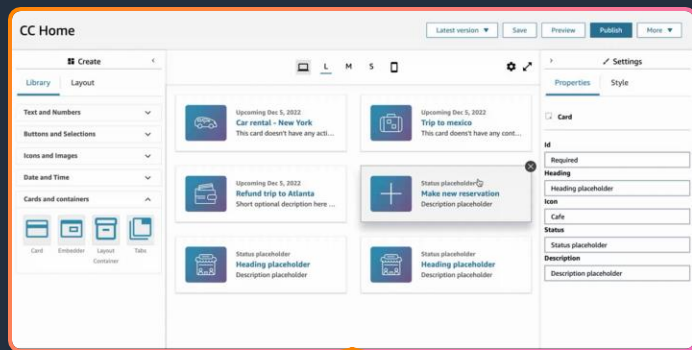 CC Home
Latest version
Save
Preview
Publish
More
Create
Library
Layout
Text and Numbers
Buttons and Selections
Icons and Images
Date and Time
Cards and containers
Card
Embedder
Layout
Container
Tabs
L
M
S
Upcoming Dec 5, 2022
Car rental - New York
This card doesn't have any acti...
Upcoming Dec 5, 2022
Trip to mexico
This card doesn't have any cont...
Upcoming Dec 5, 2022
Refund trip to Atlanta
Short optional decription here ...
Status placeholder
Make new reservation
Description placeholder
Status placeholder
Heading placeholder
Description placeholder
Status placeholder
Heading placeholder
Description placeholder
Settings
Properties
Style
Card
Id
Required
Heading
Heading placeholder
Icon
Cafe
Status
Status placeholder
Description
Description placeholder